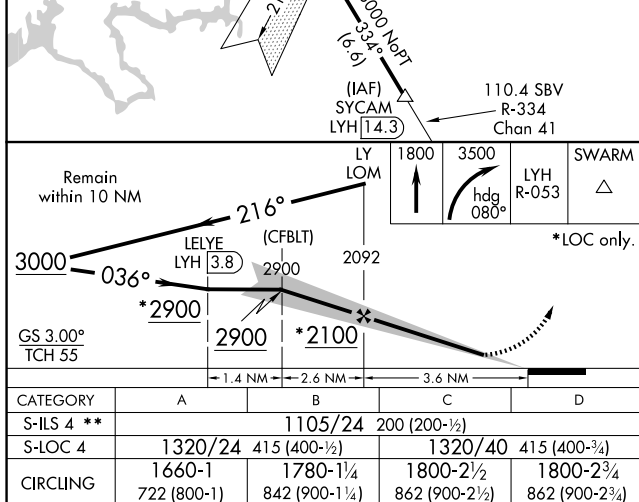 3000 NoPT
334°
(6.6)
(IAF)
SYCAM
LYH 14.3
110.4 SBV
R-334
Chan 41
Remain
within 10 NM
LY
LOM
1800
3500
hdg
080°
LYH
R-053
SWARM
*LOC only.
216°
3000
036°
LELYE
LYH 3.8
(CFBLT)
2900
2092
*2900
2900
*2100
GS 3.00°
TCH 55
1.4 NM 2.6 NM 3.6 NM
CATEGORY A B C D
S-ILS 4 ** 1105/24 200 (200-½)
S-LOC 4 1320/24 415 (400-½) 1320/40 415 (400-¾)
CIRCLING 1660-1 1780-1¼ 1800-2½ 1800-2¾
722 (800-1) 842 (900-1¼) 862 (900-2½) 862 (900-2¾)